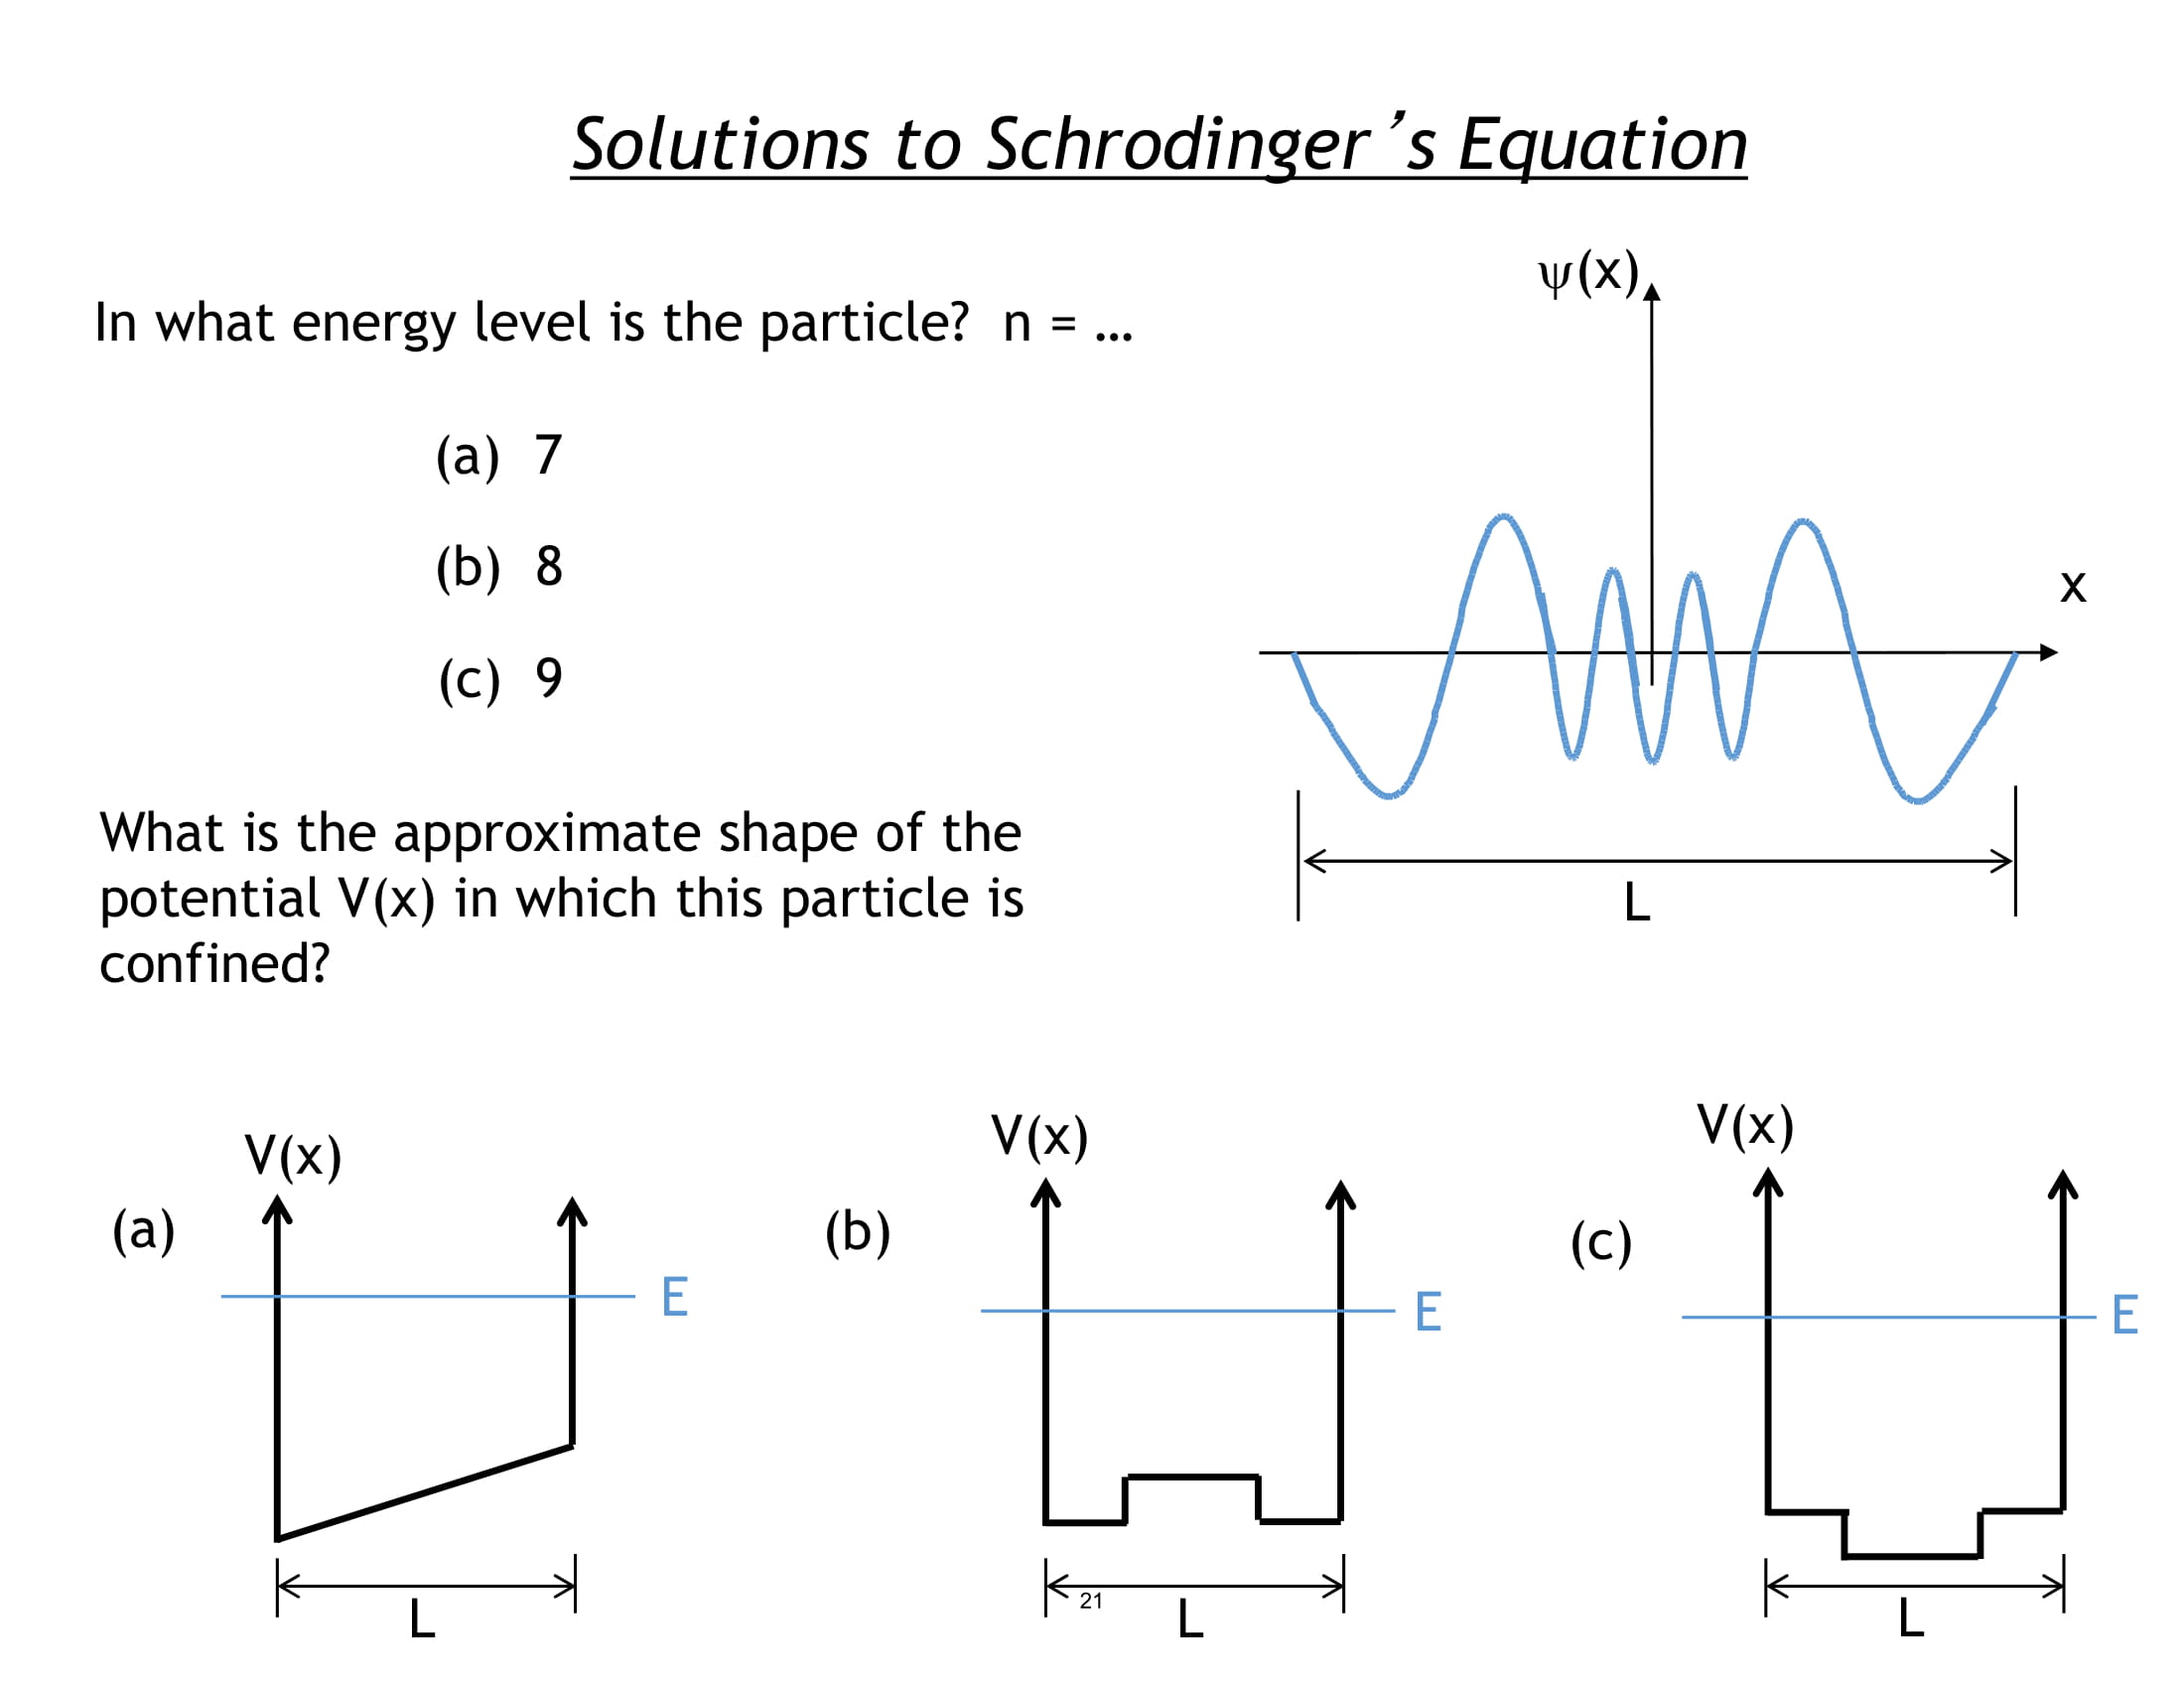 Solutions to Schrodinger´s Equation
In what energy level is the particle?  n = …
(a)  7
(b)  8
(c)  9
ψ(x)
x
L
What is the approximate shape of the
potential V(x) in which this particle is
confined?
(a)
V(x)
E
L
(b)
V(x)
E
21
L
(c)
V(x)
E
L